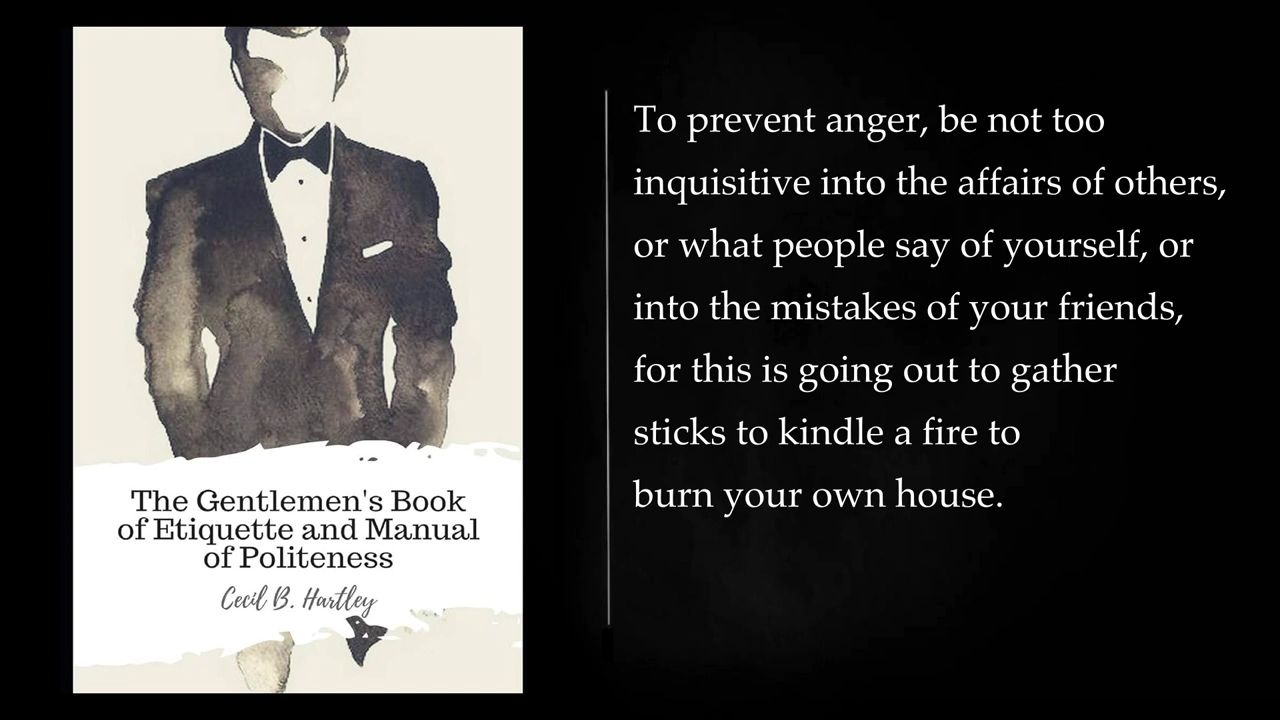 The Gentlemen's Book
of Etiquette and Manual
of Politeness
Cecil B. Hartley
To prevent anger, be not too
inquisitive into the affairs of others,
or what people say of yourself, or
into the mistakes of your friends,
for this is going out to gather
sticks to kindle a fire to
burn your own house.